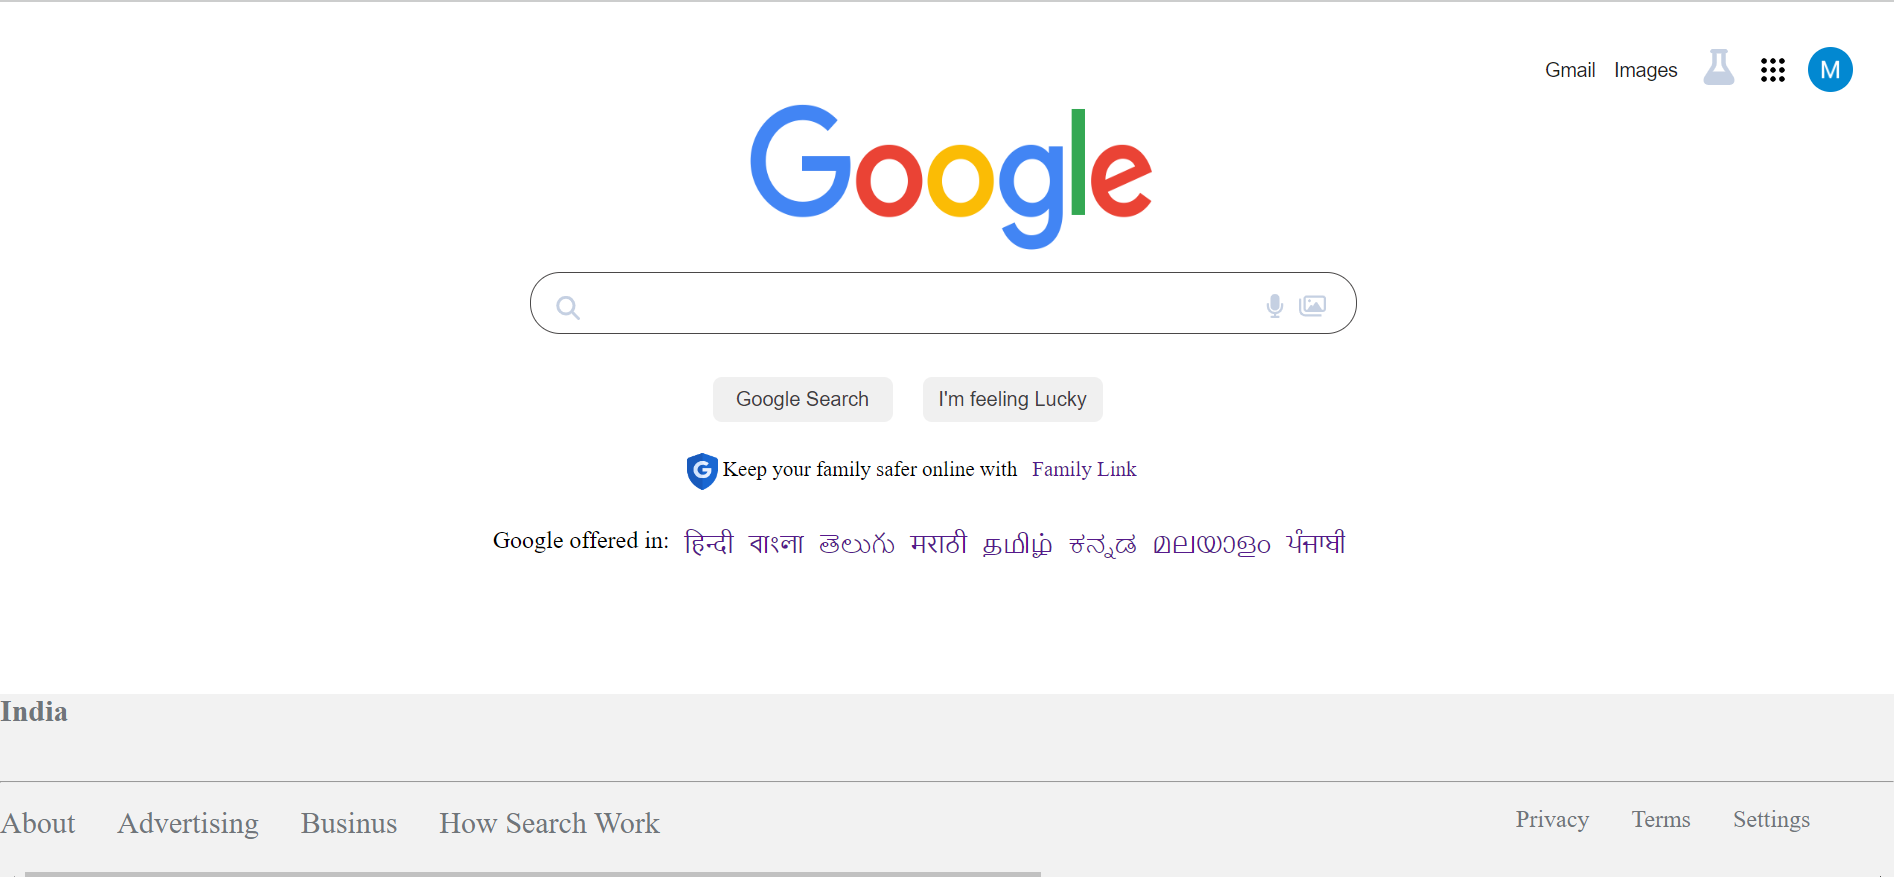 Gmail Images M
Google
Google Search I'm feeling Lucky
G Keep your family safer online with Family Link
Google offered in: हिन्दी বাংলা తెలుగు मराठी தமிழ் ಕನ್ನಡ മലയാളം ਪੰਜਾਬੀ
India
About Advertising Businus How Search Work Privacy Terms Settings